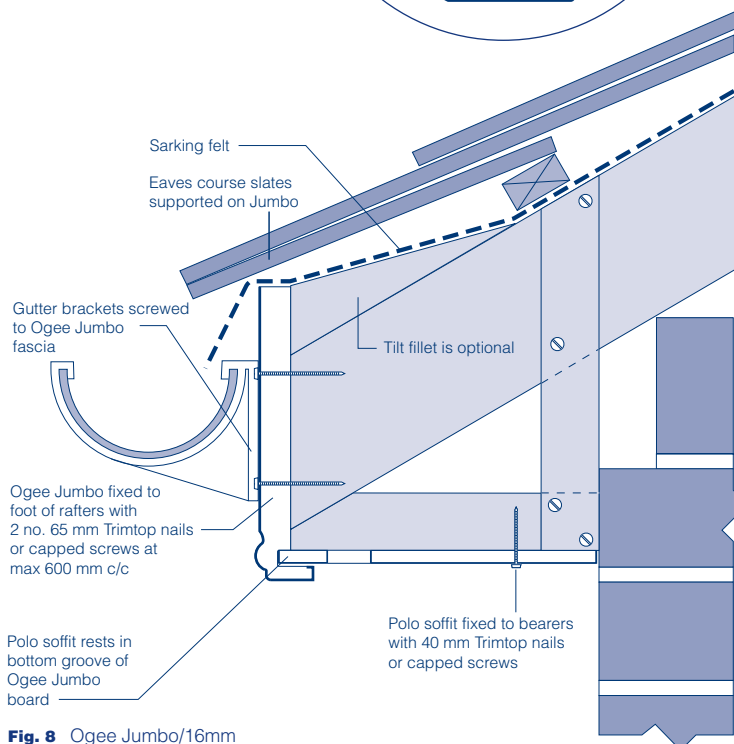 Sarking felt
Eaves course slates
supported on Jumbo
Gutter brackets screwed
to Ogee Jumbo
fascia
Tilt fillet is optional
Ogee Jumbo fixed to
foot of rafters with
2 no. 65 mm Trimtop nails
or capped screws at
max 600 mm c/c
Polo soffit fixed to bearers
with 40 mm Trimtop nails
or capped screws
Polo soffit rests in
bottom groove of
Ogee Jumbo
board
Fig. 8 Ogee Jumbo/16mm